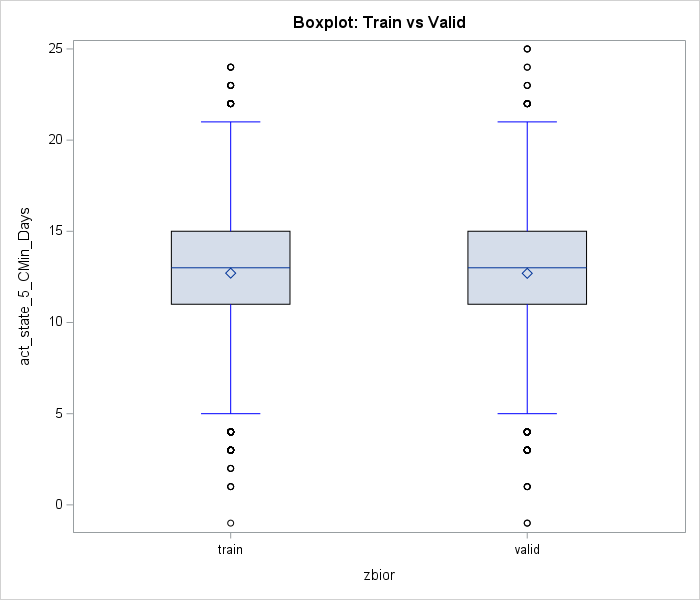 Boxplot: Train vs Valid
25
20
15
10
5
0
act_state_5_CMin_Days
train
valid
zbior